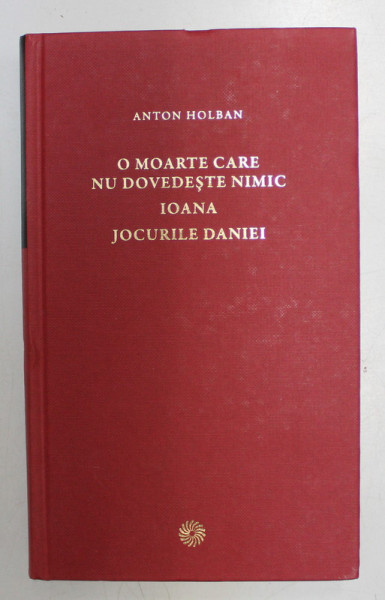 ANTON HOLBAN
O MOARTE CARE
NU DOVEDEȘTE NIMIC
IOANA
JOCURILE DANIEI